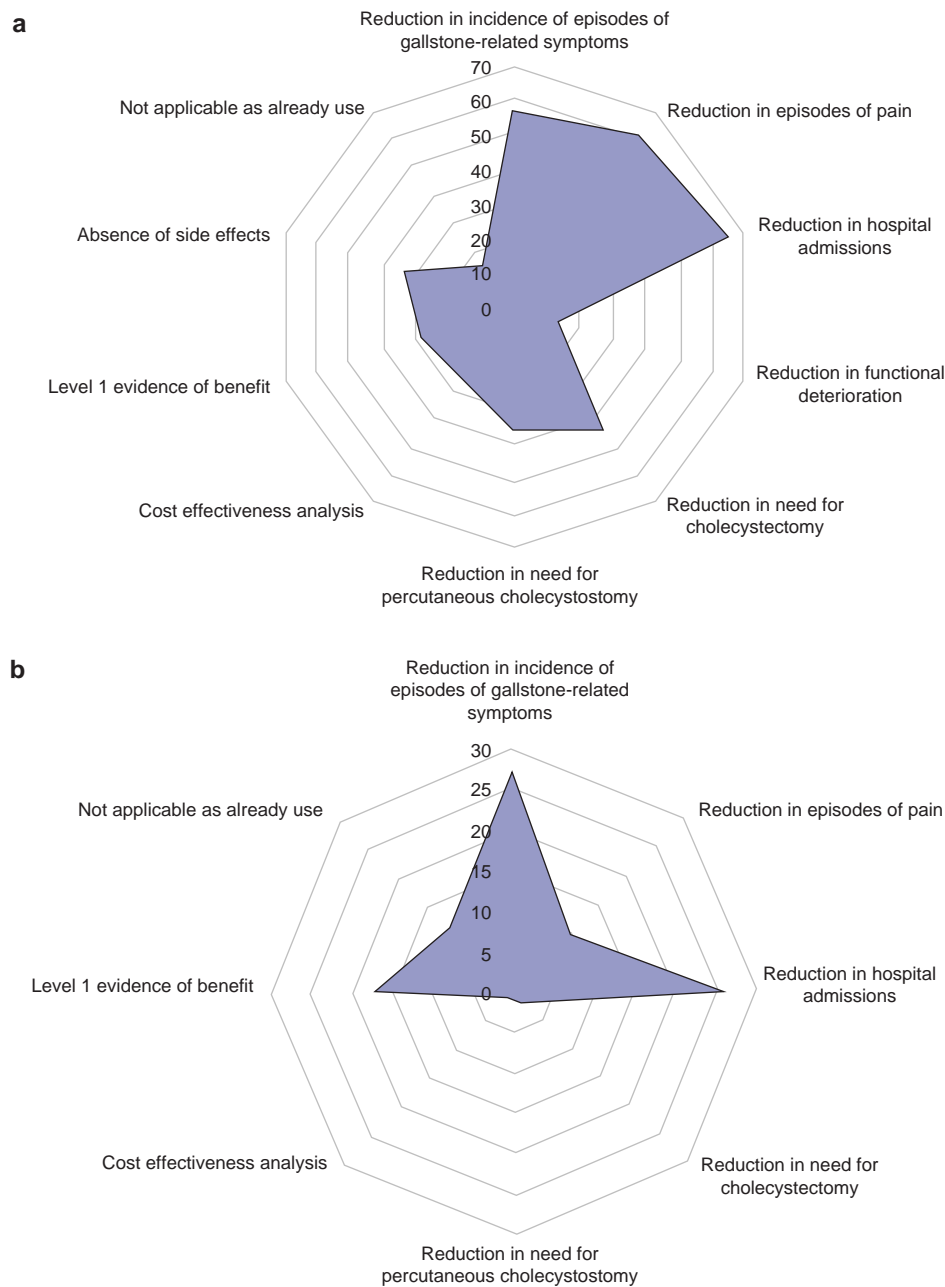 a
Reduction in incidence of episodes of
gallstone-related symptoms
70
60
50
40
30
20
10
0
Reduction in episodes of pain
Reduction in hospital
admissions
Reduction in functional
deterioration
Reduction in need for
cholecystectomy
Reduction in need for
percutaneous cholecystostomy
Cost effectiveness analysis
Level 1 evidence of benefit
Absence of side effects
Not applicable as already use
b
Reduction in incidence of
episodes of gallstone-related
symptoms
30
25
20
15
10
5
0
Reduction in episodes of pain
Reduction in hospital
admissions
Reduction in need for
cholecystectomy
Reduction in need for
percutaneous cholecystostomy
Cost effectiveness analysis
Level 1 evidence of benefit
Not applicable as already use